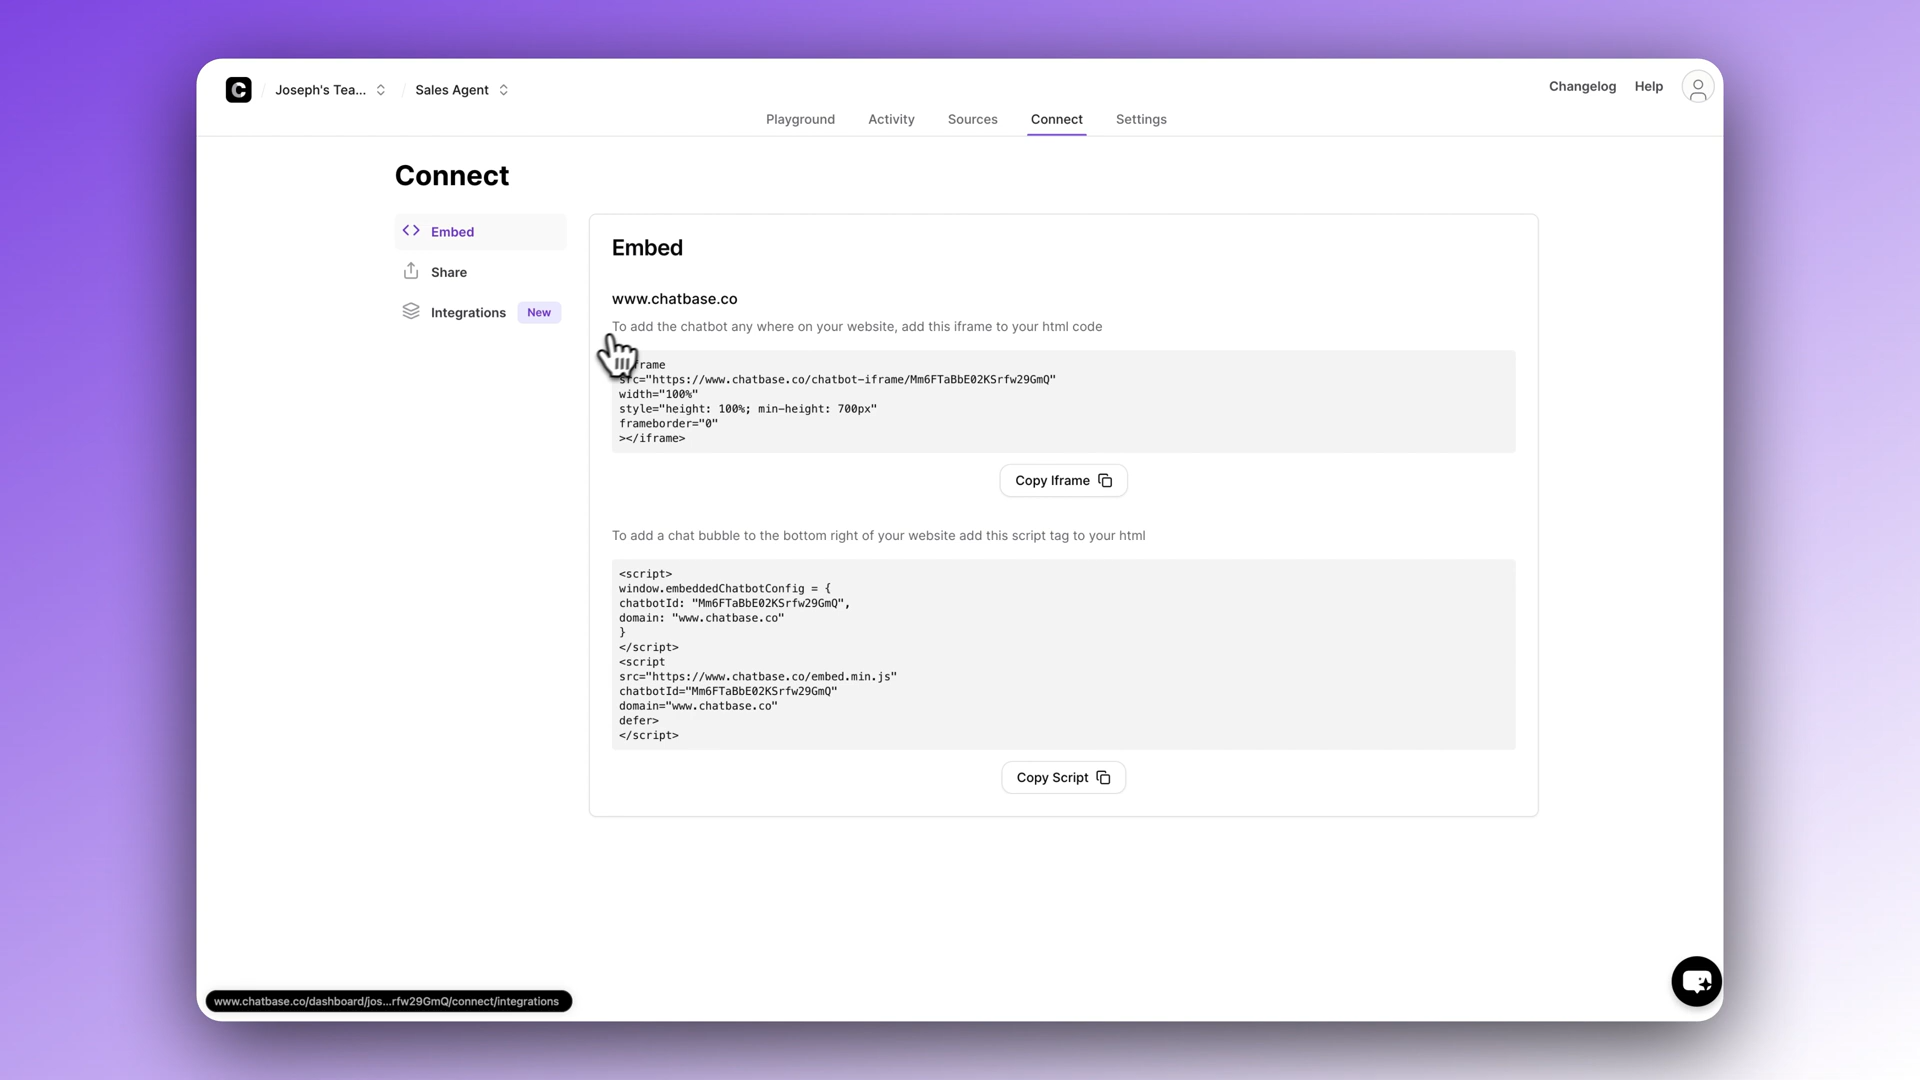 C / Joseph's Tea... / Sales Agent
Changelog Help
Playground Activity Sources Connect Settings
Connect
Embed
Share
Integrations New
Embed
www.chatbase.co
To add the chatbot any where on your website, add this iframe to your html code
frame
src="https://www.chatbase.co/chatbot-iframe/Mm6FTaBbE02KSrfw29GmQ"
width="100%"
style="height: 100%; min-height: 700px"
frameborder="0"
></iframe>
Copy Iframe
To add a chat bubble to the bottom right of your website add this script tag to your html
<script>
window.embeddedChatbotConfig = {
chatbotId: "Mm6FTaBbE02KSrfw29GmQ",
domain: "www.chatbase.co"
}
</script>
<script
src="https://www.chatbase.co/embed.min.js"
chatbotId="Mm6FTaBbE02KSrfw29GmQ"
domain="www.chatbase.co"
defer>
</script>
Copy Script
www.chatbase.co/dashboard/jos...rfw29GmQ/connect/integrations